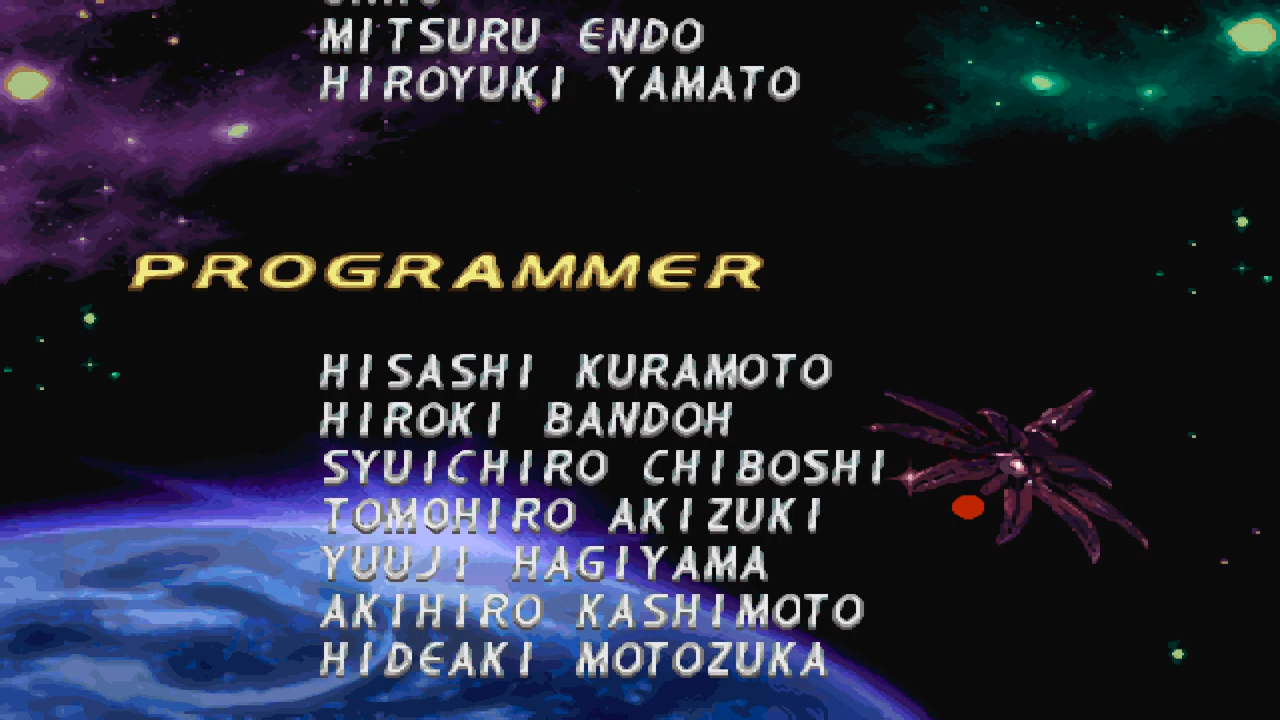 MITSURU ENDO
HIROYUKI YAMATO
PROGRAMMER
HISASHI KURAMOTO
HIROKI BANDOH
SYUICHIRO CHIBOSHI
TOMOHIRO AKIZUKI
YUUJI HAGIYAMA
AKIHIRO KASHIMOTO
HIDEAKI MOTOZUKA